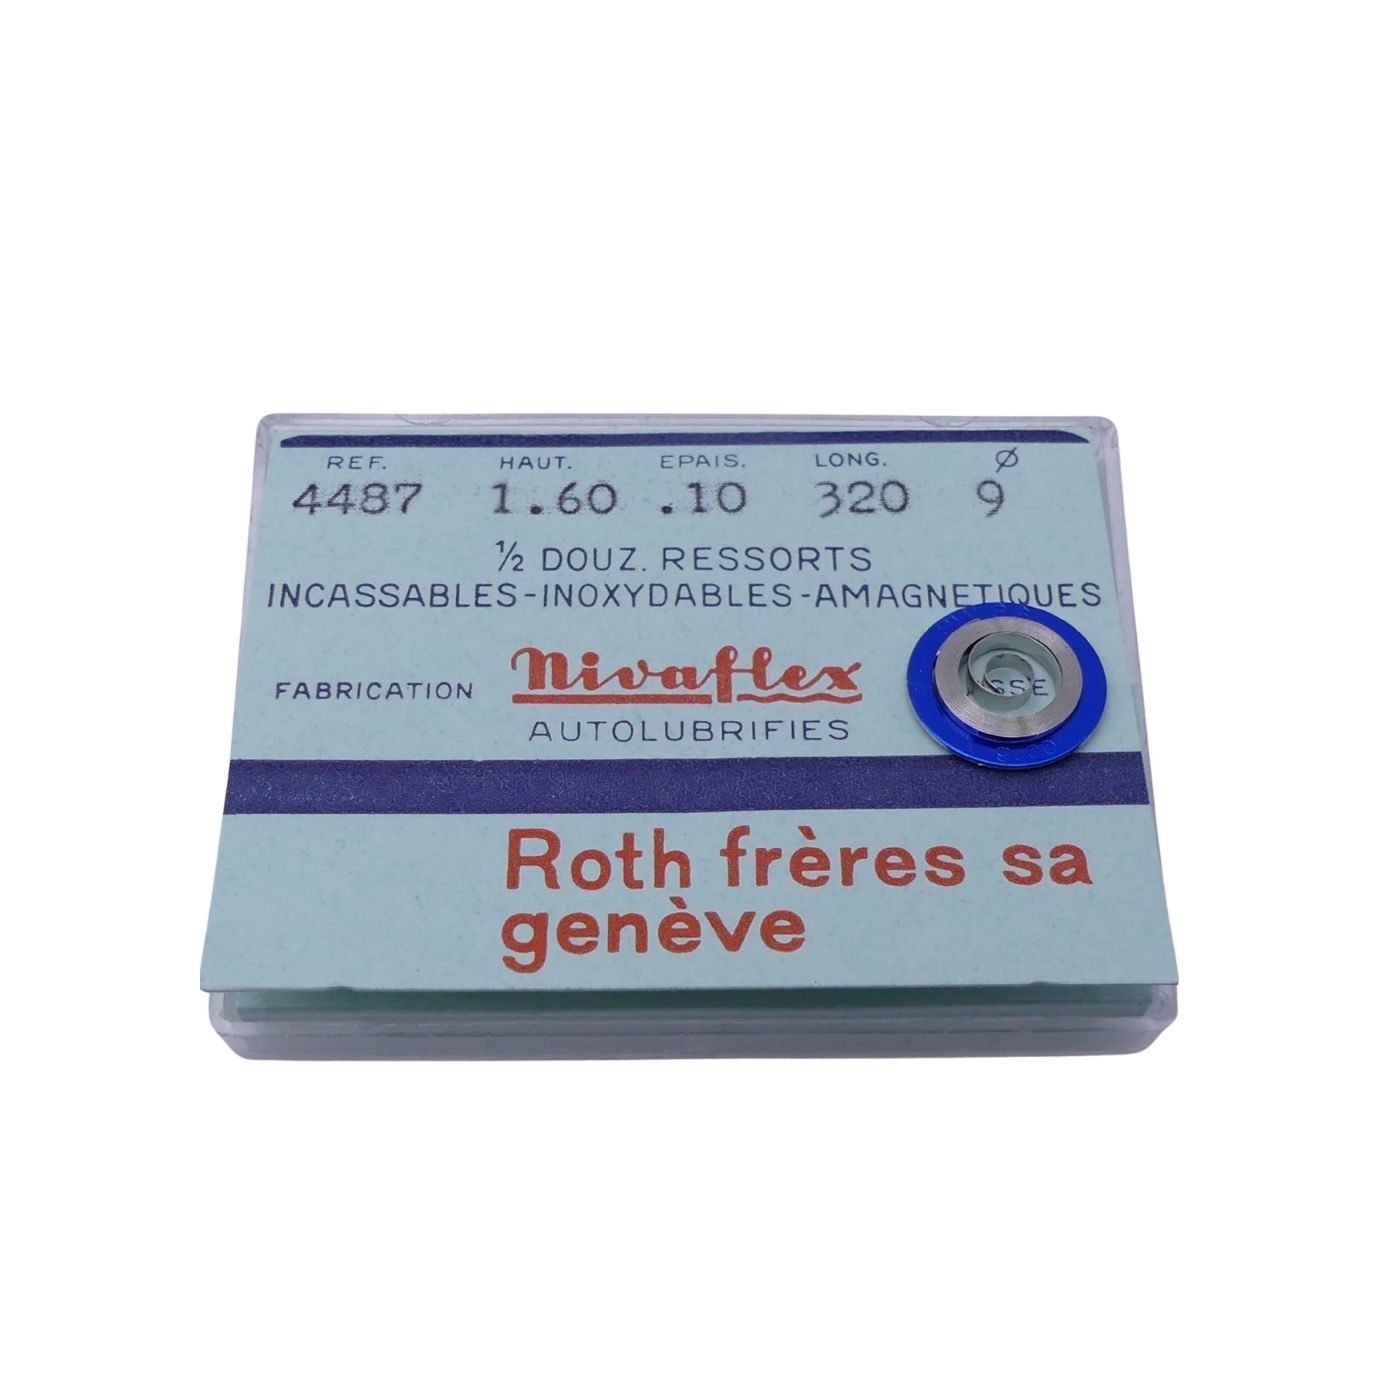 REF. HAUT. EPAIS. LONG. Ø
4487 1.60 .10 320 9
½ DOUZ. RESSORTS
INCASSABLES-INOXYDABLES-AMAGNETIQUES
FABRICATION nivaflex
AUTOLUBRIFIES
Roth frères sa
genève